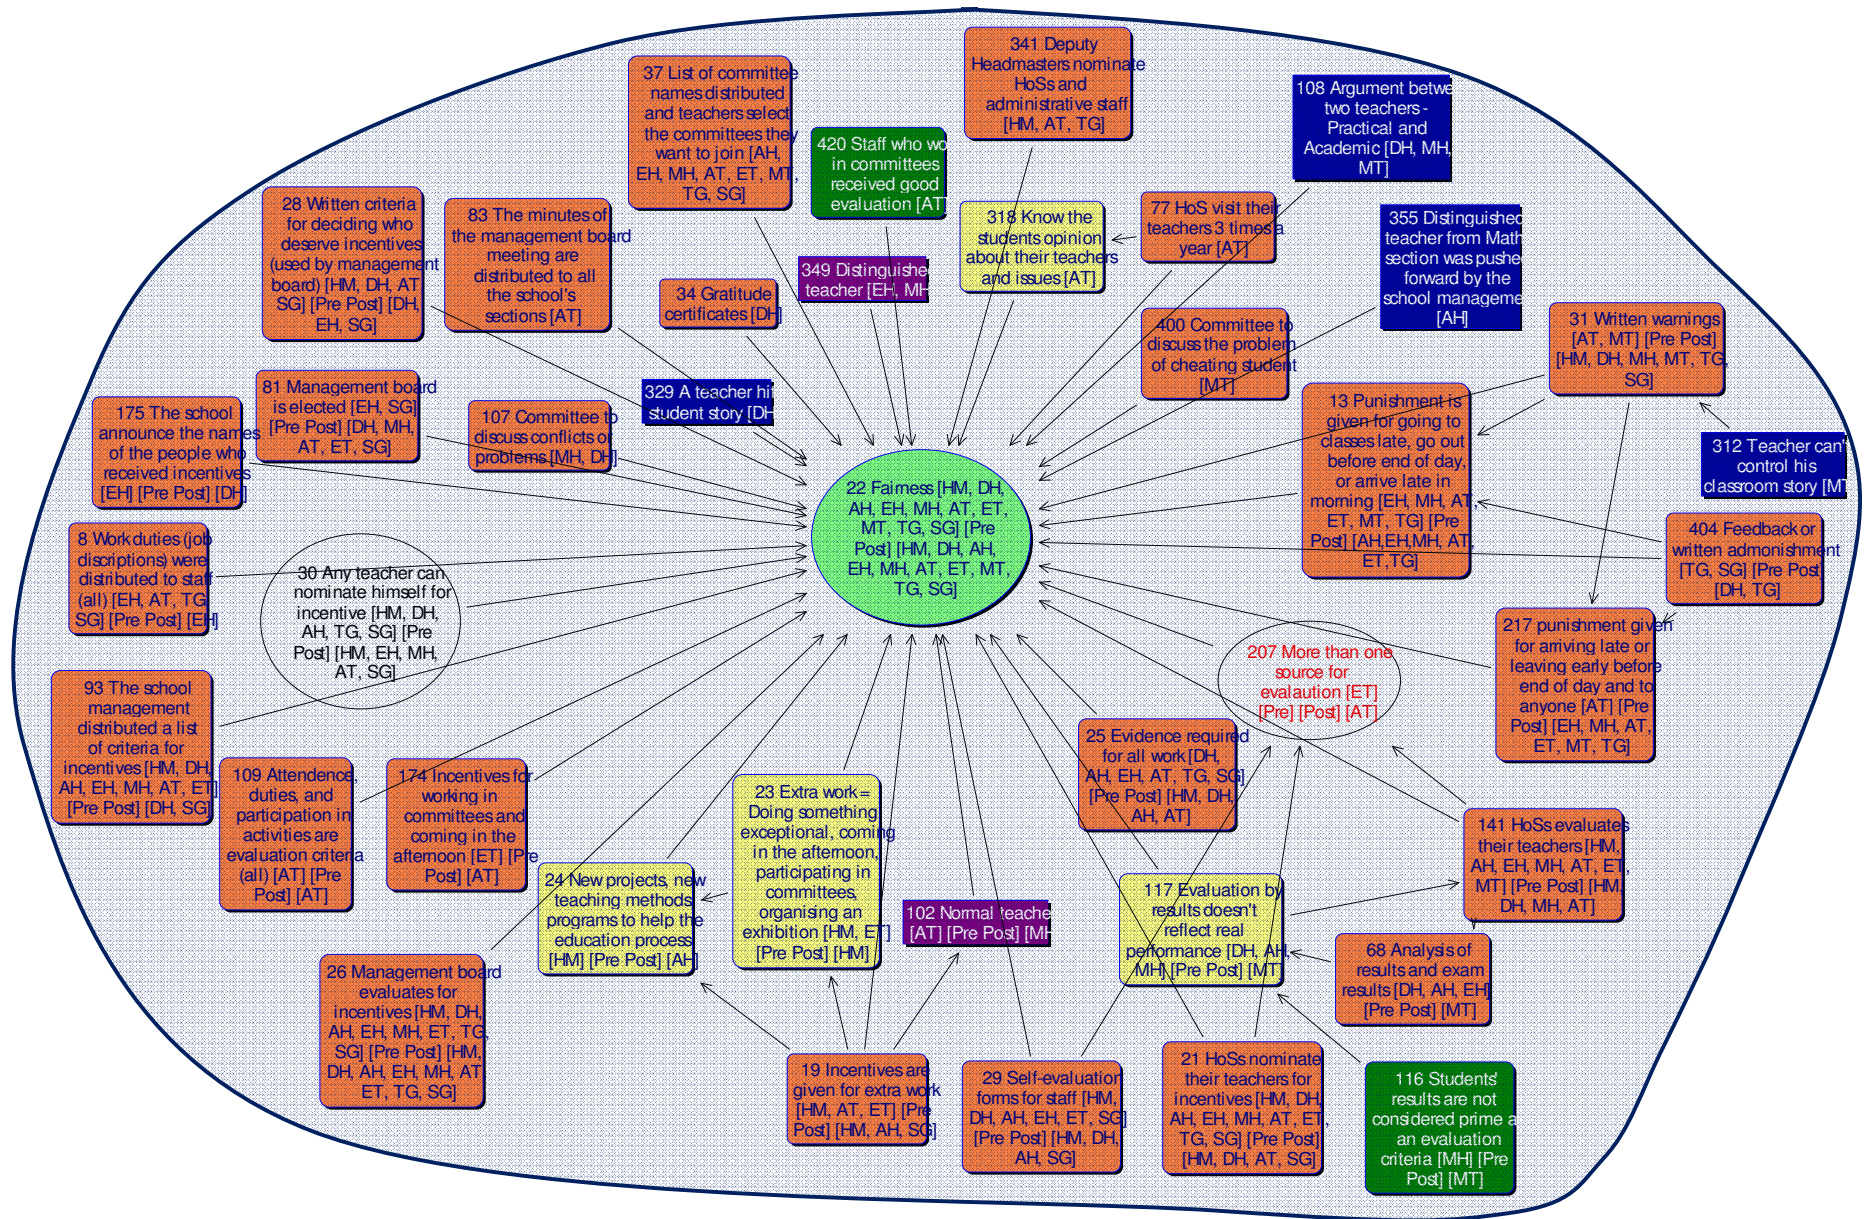 341 Deputy
Headmasters nominate
HoSs and
administrative staff
[HM, AT, TG]
37 List of committee
names distributed
and teachers select
the committees they
want to join [AH,
EH, MH, AT, ET, MT,
TG, SG]
108 Argument betwe
two teachers -
Practical and
Academic [DH, MH,
MT]
420 Staff who wo
in committees
received good
evaluation [AT]
28 Written criteria
for deciding who
deserve incentives
(used by management
board) [HM, DH, AT,
SG] [Pre Post] [DH,
EH, SG]
83 The minutes of
the management board
meeting are
distributed to all
the school's
sections [AT]
318 Know the
students opinion
about their teachers
and issues [AT]
77 HoS visit their
teachers 3 times a
year [AT]
355 Distinguished
teacher from Math
section was pushe
forward by the
school manageme
[AH]
349 Distinguishe
teacher [EH, MH
34 Gratitude
certificates [DH]
400 Committee to
discuss the problem
of cheating student
[MT]
31 Written warnings
[AT, MT] [Pre Post]
[HM, DH, MH, MT, TG,
SG]
81 Management board
is elected [EH, SG]
[Pre Post] [DH, MH,
AT, ET, SG]
329 A teacher hit
student story [DH
175 The school
announce the names
of the people who
received incentives
[EH] [Pre Post] [DH]
107 Committee to
discuss conflicts or
problems [MH, DH]
13 Punishment is
given for going to
classes late, go out
before end of day,
or arrive late in
morning [EH, MH, AT,
ET, MT, TG] [Pre
Post] [AH,EH,MH, AT,
ET,TG]
312 Teacher can't
control his
classroom story [MT
22 Fairness [HM, DH,
AH, EH, MH, AT, ET,
MT, TG, SG] [Pre
Post] [HM, DH, AH,
EH, MH, AT, ET, MT,
TG, SG]
8 Work duties (job
discriptions) were
distributed to staff
(all) [EH, AT, TG,
SG] [Pre Post] [EH]
404 Feedback or
written admonishment
[TG, SG] [Pre Post]
[DH, TG]
30 Any teacher can
nominate himself for
incentive [HM, DH,
AH, TG, SG] [Pre
Post] [HM, EH, MH,
AT, SG]
217 punishment given
for arriving late or
leaving early before
end of day and to
anyone [AT] [Pre
Post] [EH, MH, AT,
ET, MT, TG]
207 More than one
source for
evalaution [ET]
[Pre] [Post] [AT]
93 The school
management
distributed a list
of criteria for
incentives [HM, DH,
AH, EH, MH, AT, ET]
[Pre Post] [DH, SG]
25 Evidence required
for all work [DH,
AH, EH, AT, TG, SG]
[Pre Post] [HM, DH,
AH, AT]
109 Attendence,
duties, and
participation in
activities are
evaluation criteria
(all) [AT] [Pre
Post] [AT]
174 Incentives for
working in
committees and
coming in the
afternoon [ET] [Pre
Post] [AT]
23 Extra work =
Doing something
exceptional, coming
in the afternoon,
participating in
committees,
organising an
exhibition [HM, ET]
[Pre Post] [HM]
141 HoSs evaluates
their teachers [HM,
AH, EH, MH, AT, ET,
MT] [Pre Post] [HM,
DH, MH, AT]
24 New projects, new
teaching methods,
programs to help the
education process
[HM] [Pre Post] [AH]
117 Evaluation by
results doesn't
reflect real
performance [DH, AH,
MH] [Pre Post] [MT]
102 Normal teache
[AT] [Pre Post] [MH
68 Analysis of
results and exam
results [DH, AH, EH]
[Pre Post] [MT]
26 Management board
evaluates for
incentives [HM, DH,
AH, EH, MH, ET, TG,
SG] [Pre Post] [HM,
DH, AH, EH, MH, AT,
ET, TG, SG]
19 Incentives are
given for extra work
[HM, AT, ET] [Pre
Post] [HM, AH, SG]
29 Self-evaluation
forms for staff [HM,
DH, AH, EH, ET, SG]
[Pre Post] [HM, DH,
AH, SG]
21 HoSs nominate
their teachers for
incentives [HM, DH,
AH, EH, MH, AT, ET,
TG, SG] [Pre Post]
[HM, DH, AT, SG]
116 Students'
results are not
considered prime a
an evaluation
criteria [MH] [Pre
Post] [MT]